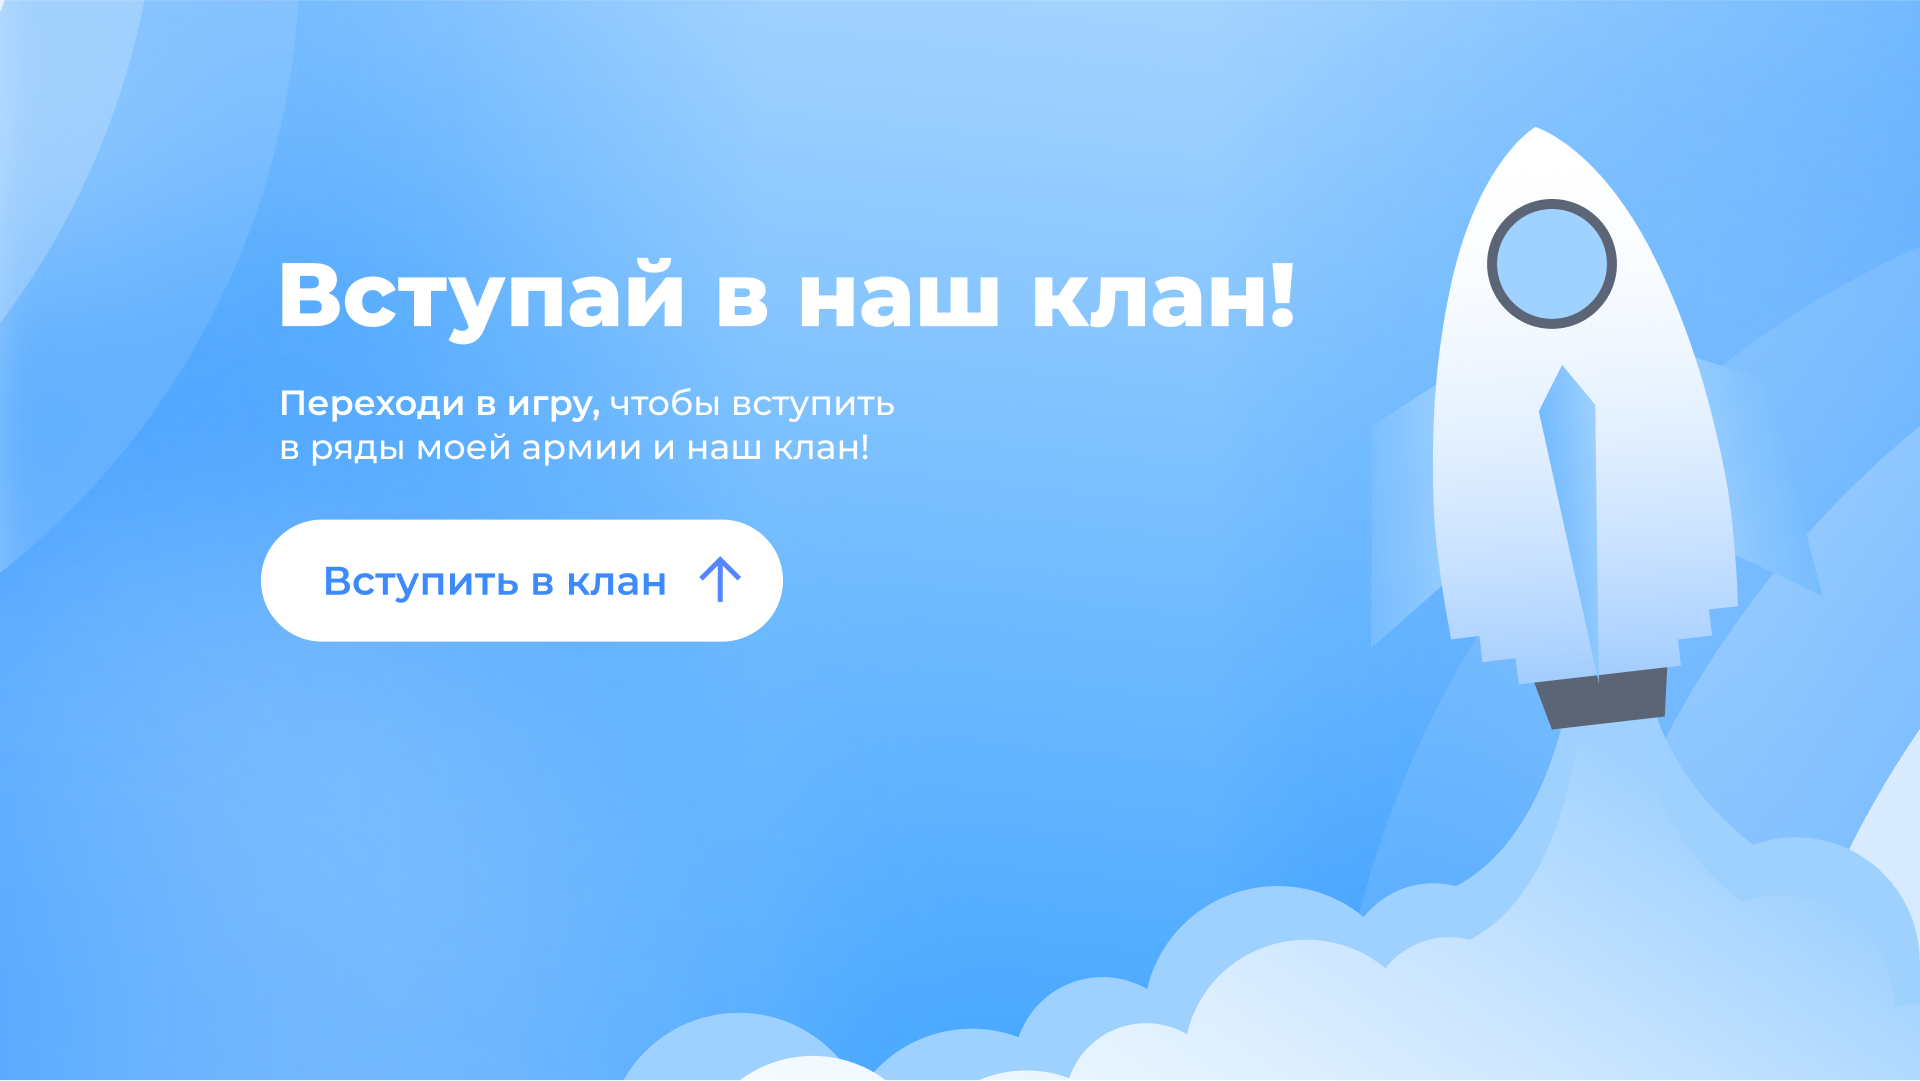 Вступай в наш клан!
Переходи в игру, чтобы вступить
в ряды моей армии и наш клан!
Вступить в клан